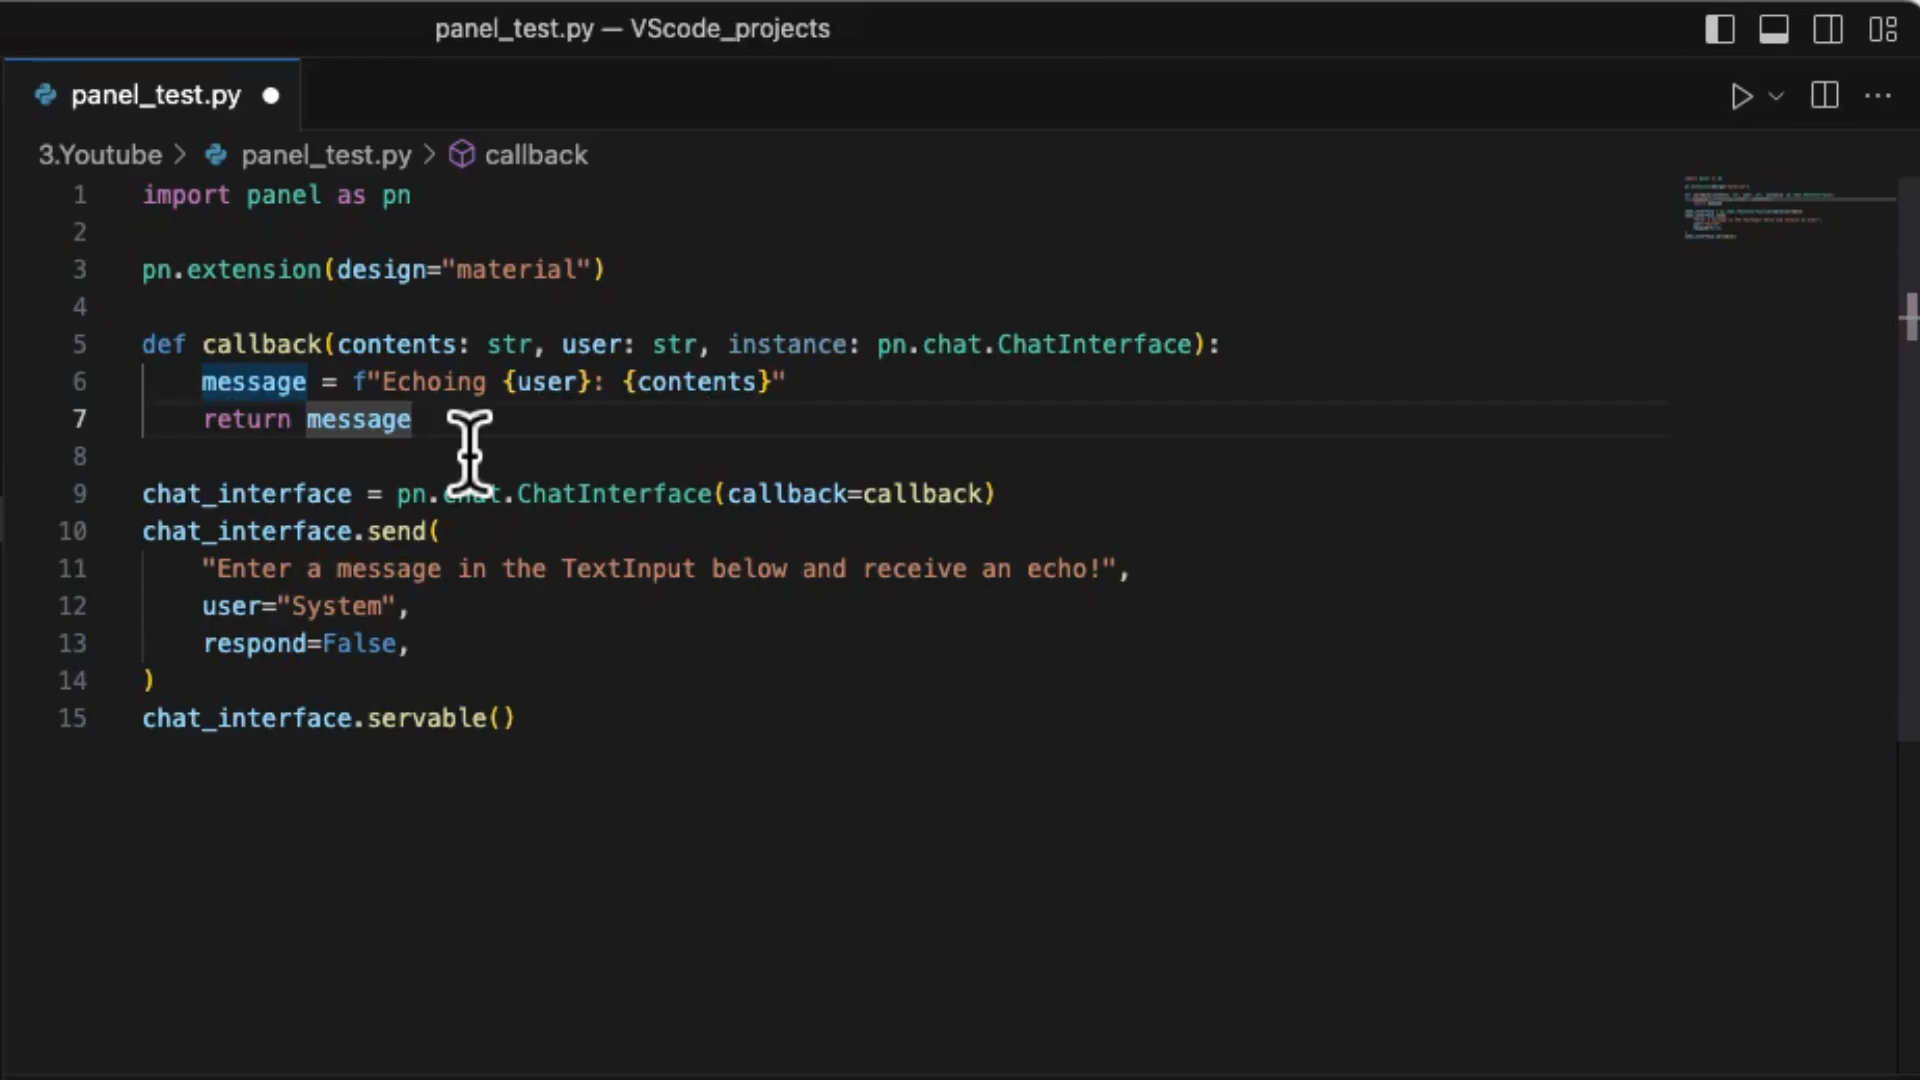 panel_test.py — VScode_projects
panel_test.py
3.Youtube > panel_test.py > callback
1 import panel as pn
2
3 pn.extension(design="material")
4
5 def callback(contents: str, user: str, instance: pn.chat.ChatInterface):
6 message = f"Echoing {user}: {contents}"
7 return message
8
9 chat_interface = pn.chat.ChatInterface(callback=callback)
10 chat_interface.send(
11 "Enter a message in the TextInput below and receive an echo!",
12 user="System",
13 respond=False,
14 )
15 chat_interface.servable()